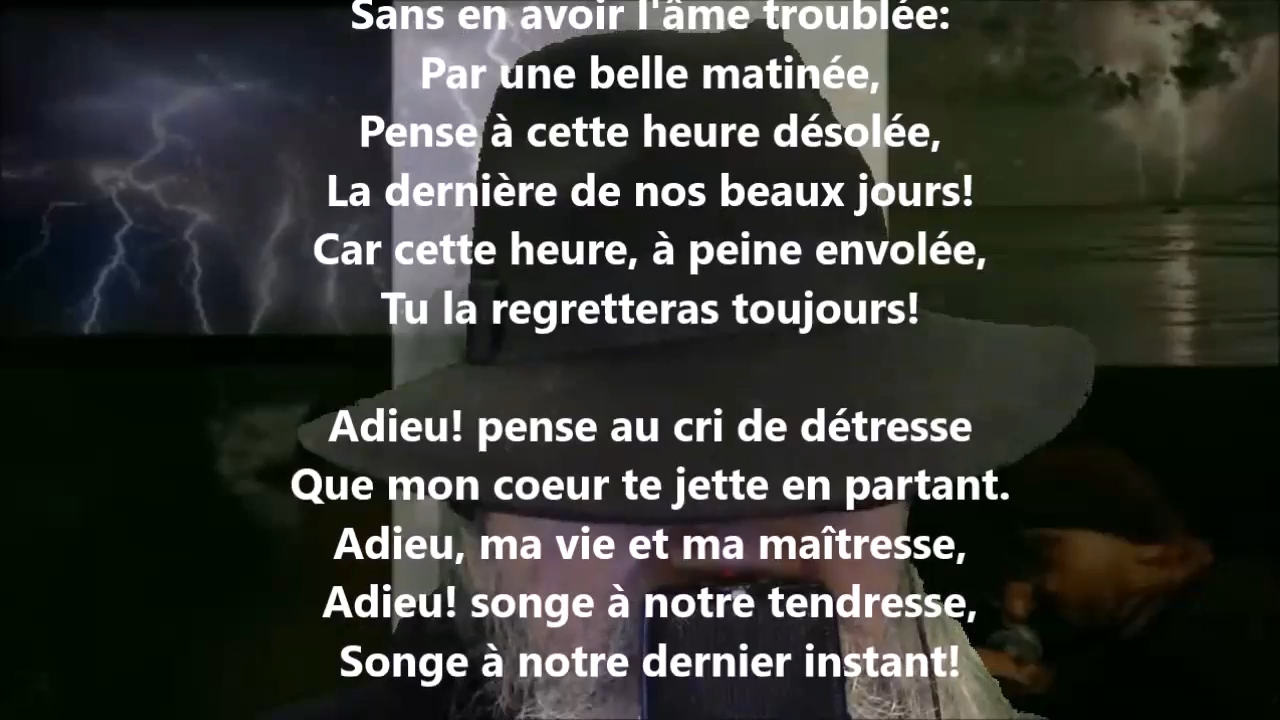 Sans en avoir l'âme troublée:
Par une belle matinée,
Pense à cette heure désolée,
La dernière de nos beaux jours!
Car cette heure, à peine envolée,
Tu la regretteras toujours!
Adieu! pense au cri de détresse
Que mon coeur te jette en partant.
Adieu, ma vie et ma maîtresse,
Adieu! songe à notre tendresse,
Songe à notre dernier instant!